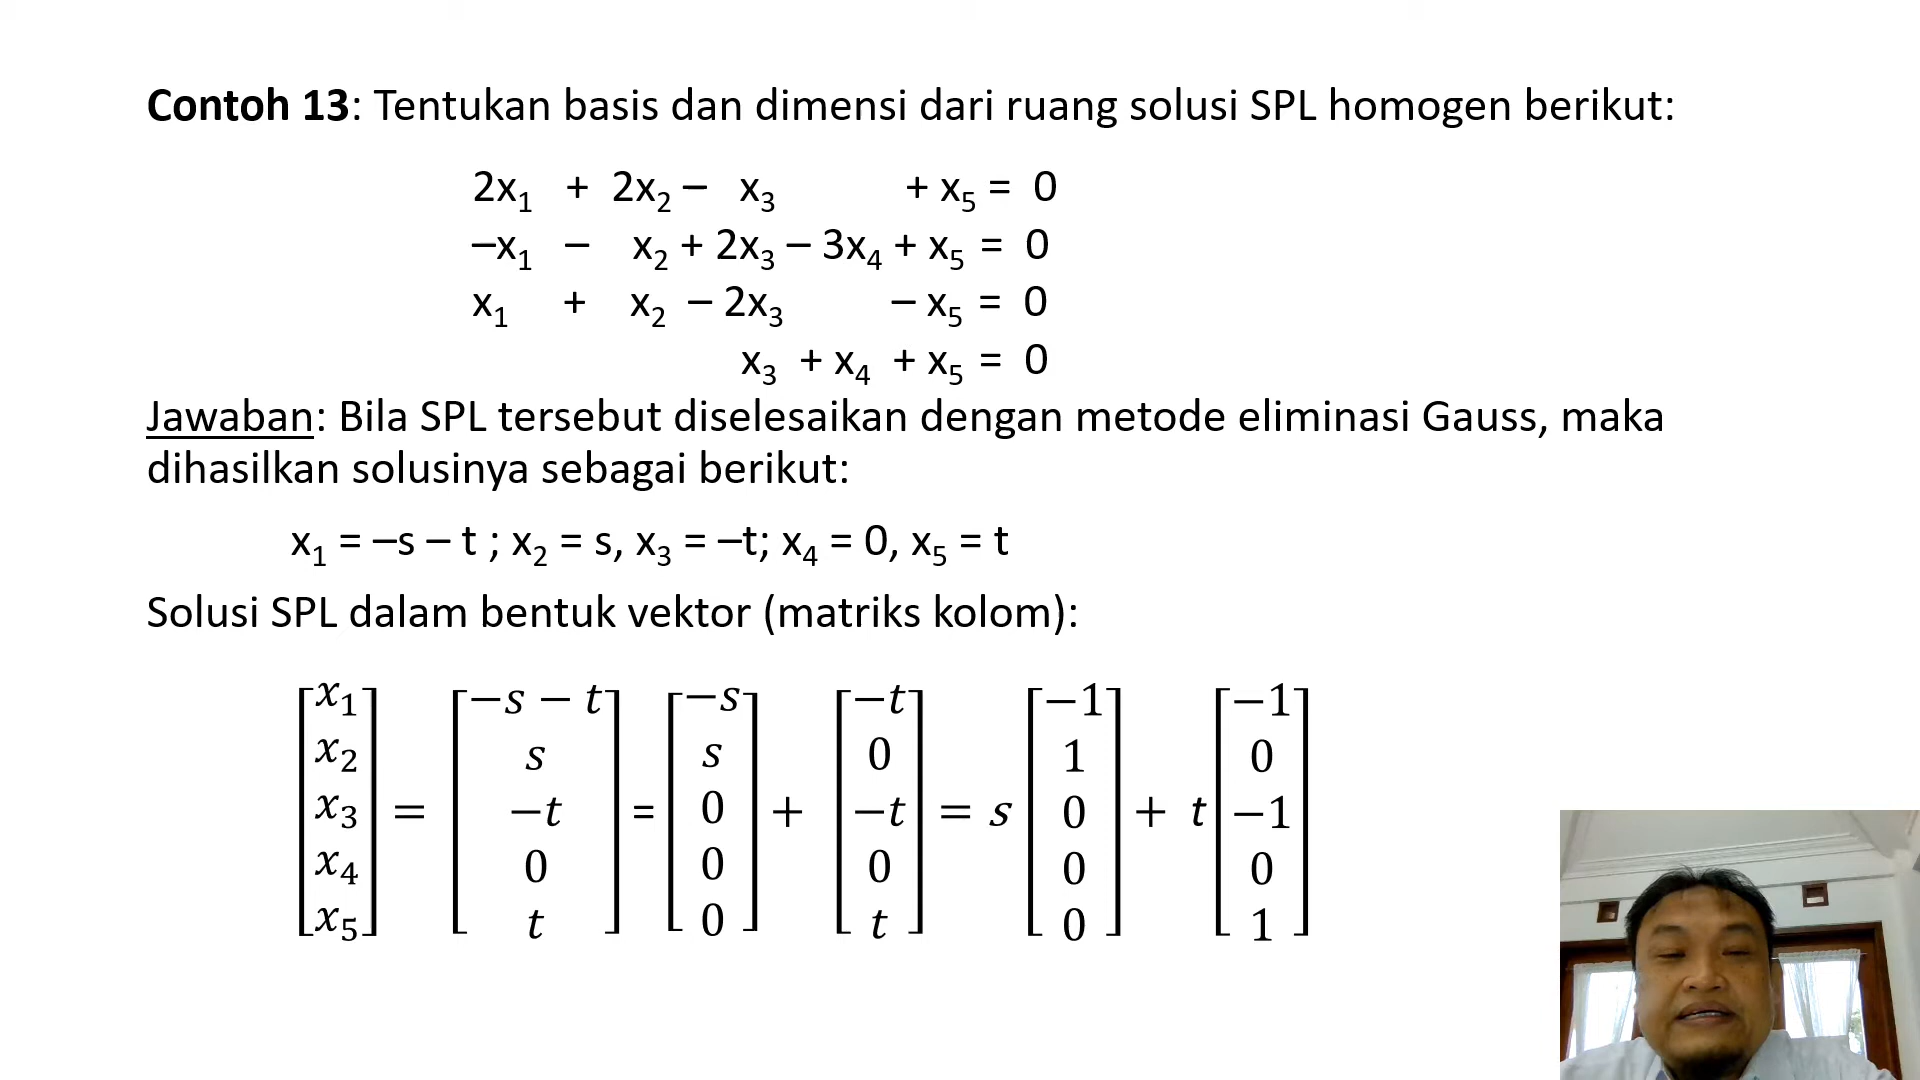 Contoh 13: Tentukan basis dan dimensi dari ruang solusi SPL homogen berikut:
2x₁ + 2x₂ – x₃ + x₅ = 0
–x₁ – x₂ + 2x₃ – 3x₄ + x₅ = 0
x₁ + x₂ – 2x₃ – x₅ = 0
x₃ + x₄ + x₅ = 0
Jawaban: Bila SPL tersebut diselesaikan dengan metode eliminasi Gauss, maka
dihasilkan solusinya sebagai berikut:
x₁ = –s – t ; x₂ = s, x₃ = –t; x₄ = 0, x₅ = t
Solusi SPL dalam bentuk vektor (matriks kolom):
[x₁ x₂ x₃ x₄ x₅] = [−s − t s −t 0 t] = [−s s 0 0 0] + [−t 0 −t 0 t] = s [−1 1 0 0 0] + t [−1 0 −1 0 1]